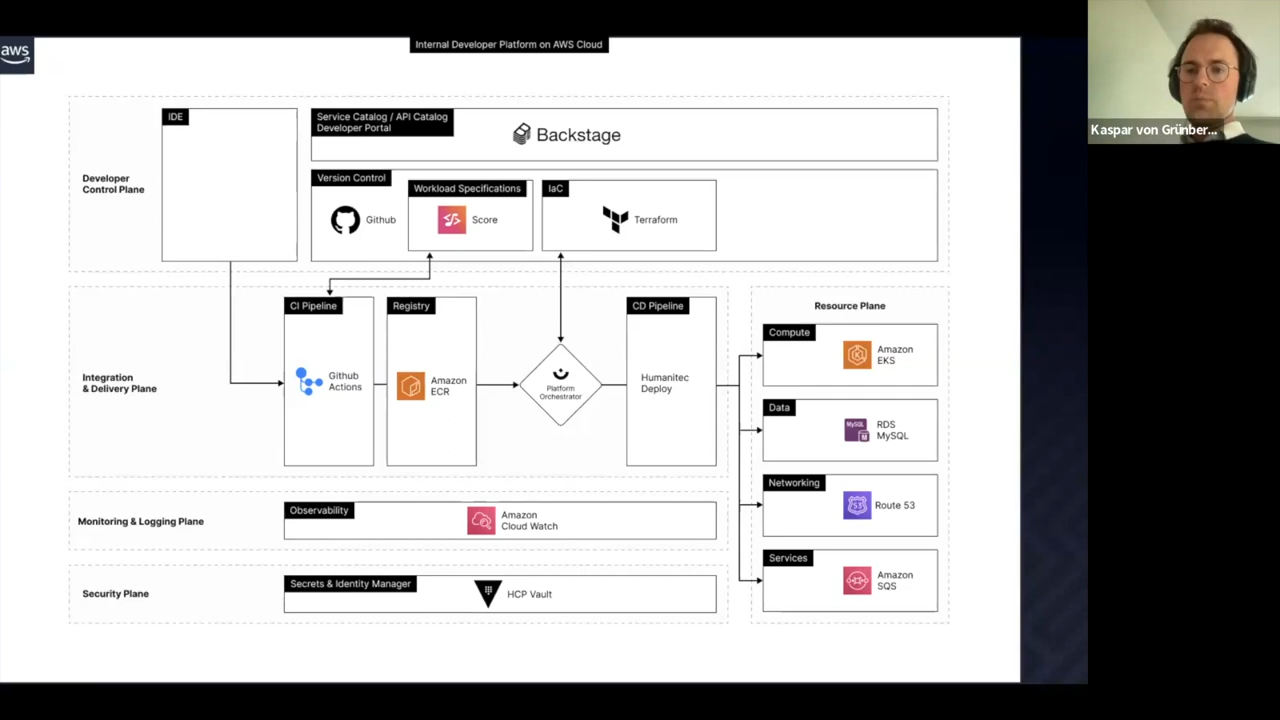 aws
Internal Developer Platform on AWS Cloud
Kaspar von Grünber...
Developer
Control Plane
IDE
Service Catalog / API Catalog
Developer Portal
Backstage
Version Control
Github
Workload Specifications
Score
IaC
Terraform
Integration
& Delivery Plane
CI Pipeline
Github
Actions
Registry
Amazon
ECR
Platform
Orchestrator
CD Pipeline
Humanitec
Deploy
Resource Plane
Compute
Amazon
EKS
Data
MySQL
RDS
MySQL
Networking
53
Route 53
Services
Amazon
SQS
Monitoring & Logging Plane
Observability
Amazon
Cloud Watch
Security Plane
Secrets & Identity Manager
HCP Vault